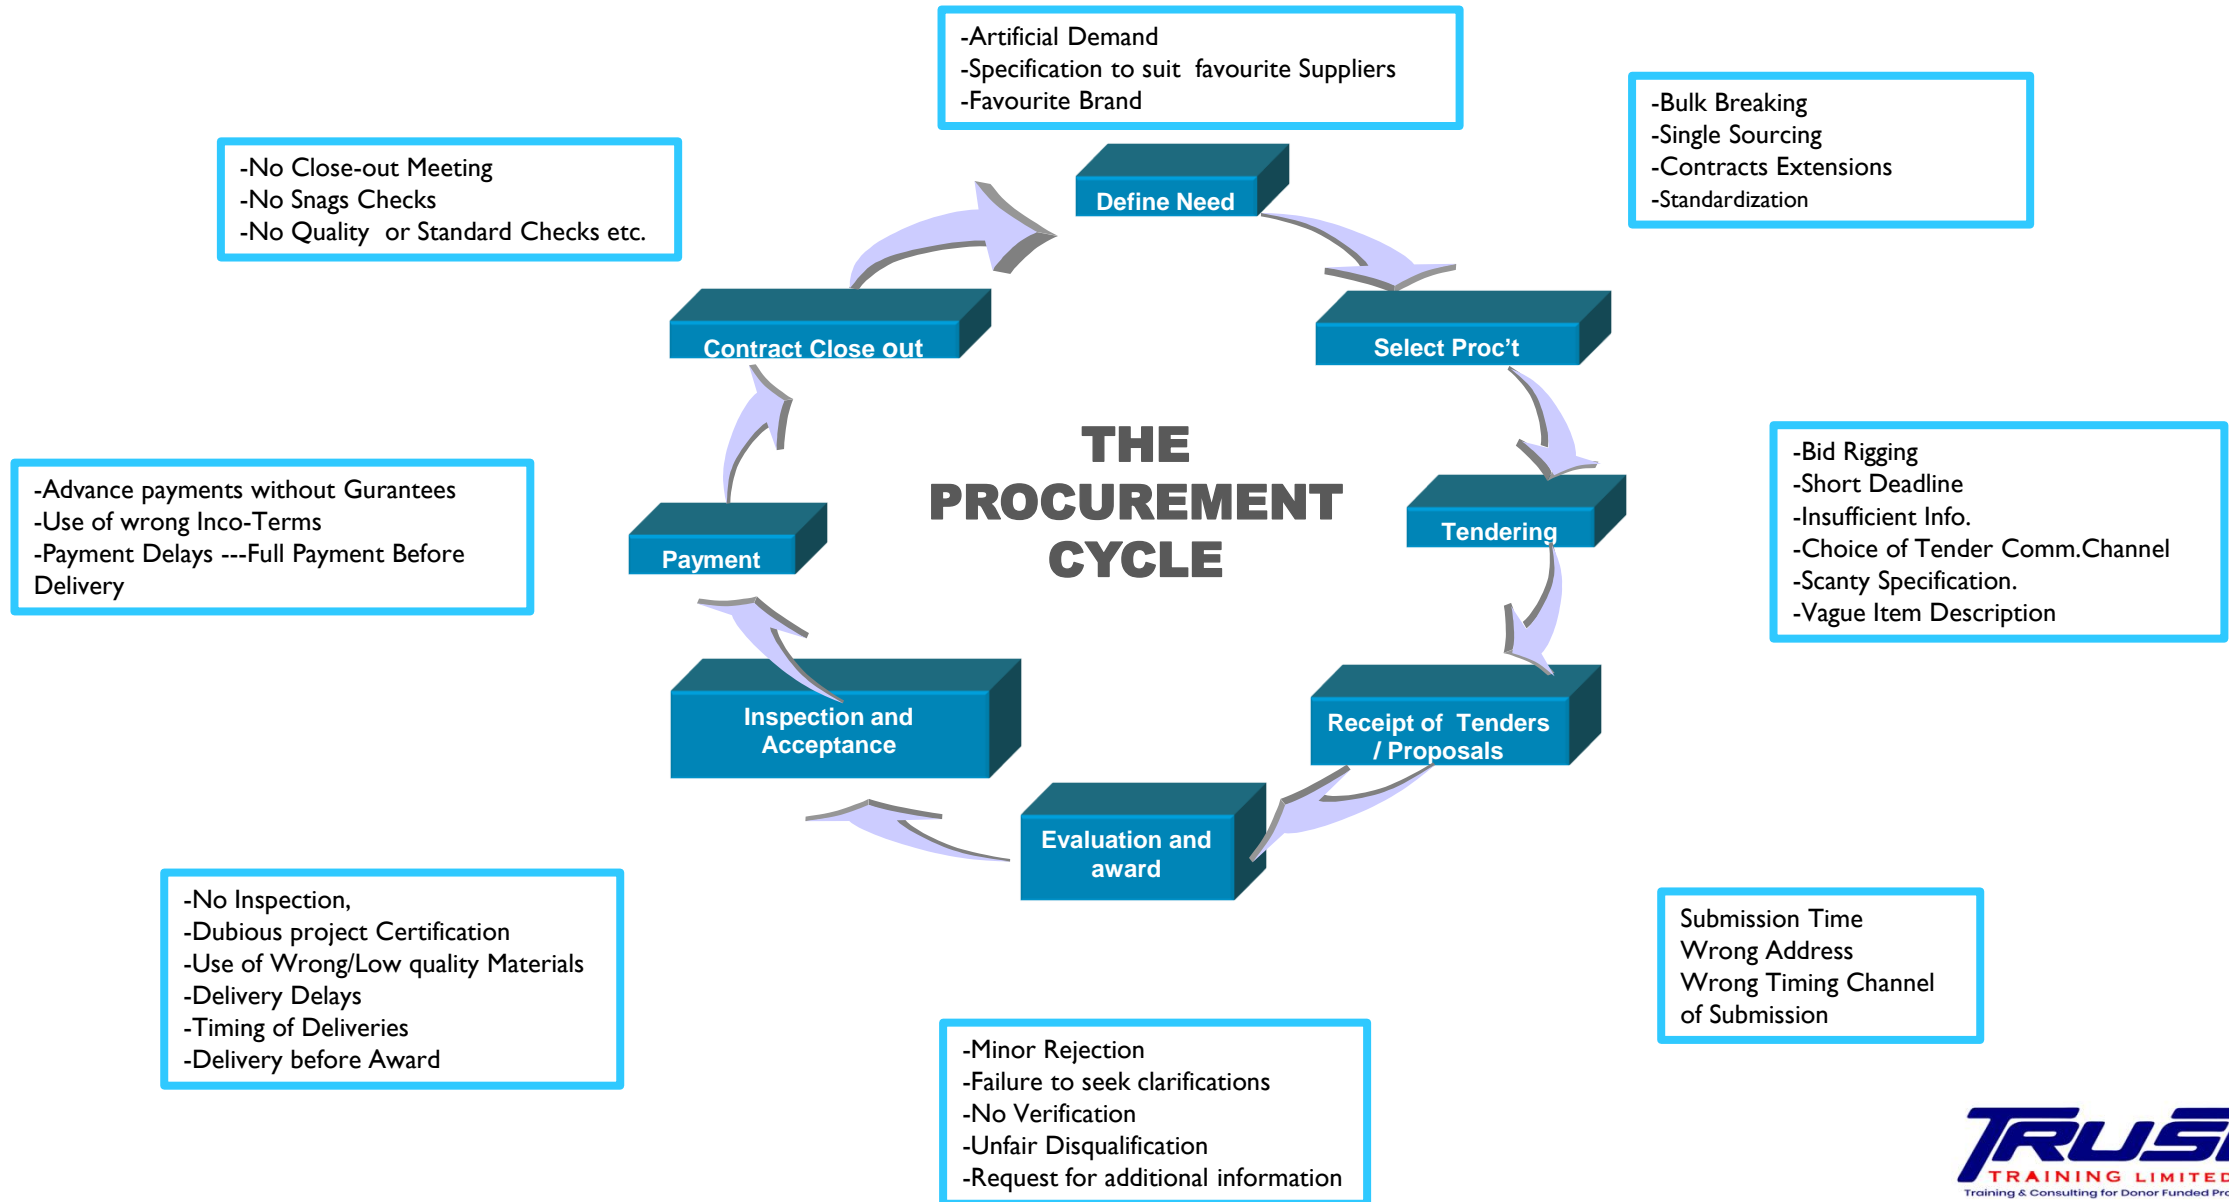 -Artificial Demand
-Specification to suit favourite Suppliers
-Favourite Brand
-Bulk Breaking
-Single Sourcing
-Contracts Extensions
-Standardization
-No Close-out Meeting
-No Snags Checks
-No Quality or Standard Checks etc.
Define Need
Contract Close out
Select Proc't
THE
PROCUREMENT
CYCLE
-Bid Rigging
-Short Deadline
-Insufficient Info.
-Choice of Tender Comm.Channel
-Scanty Specification.
-Vague Item Description
-Advance payments without Gurantees
-Use of wrong Inco-Terms
-Payment Delays ---Full Payment Before
Delivery
Tendering
Payment
Inspection and
Acceptance
Receipt of Tenders
/ Proposals
Evaluation and
award
-No Inspection,
-Dubious project Certification
-Use of Wrong/Low quality Materials
-Delivery Delays
-Timing of Deliveries
-Delivery before Award
Submission Time
Wrong Address
Wrong Timing Channel
of Submission
-Minor Rejection
-Failure to seek clarifications
-No Verification
-Unfair Disqualification
-Request for additional information
TRAINING LIMITED
Training & Consulting for Donor Funded